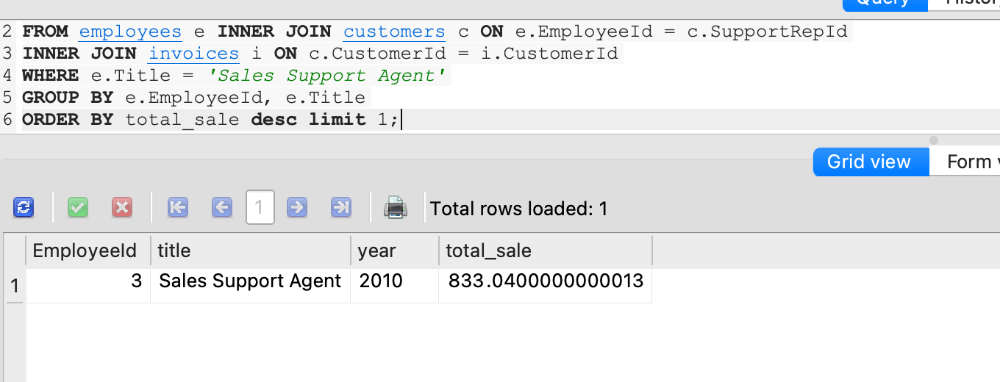 Query
2 FROM employees e INNER JOIN customers c ON e.EmployeeId = c.SupportRepId
3 INNER JOIN invoices i ON c.CustomerId = i.CustomerId
4 WHERE e.Title = 'Sales Support Agent'
5 GROUP BY e.EmployeeId, e.Title
6 ORDER BY total_sale desc limit 1;
Grid view Form
1 Total rows loaded: 1
EmployeeId title year total_sale
1 3 Sales Support Agent 2010 833.0400000000013